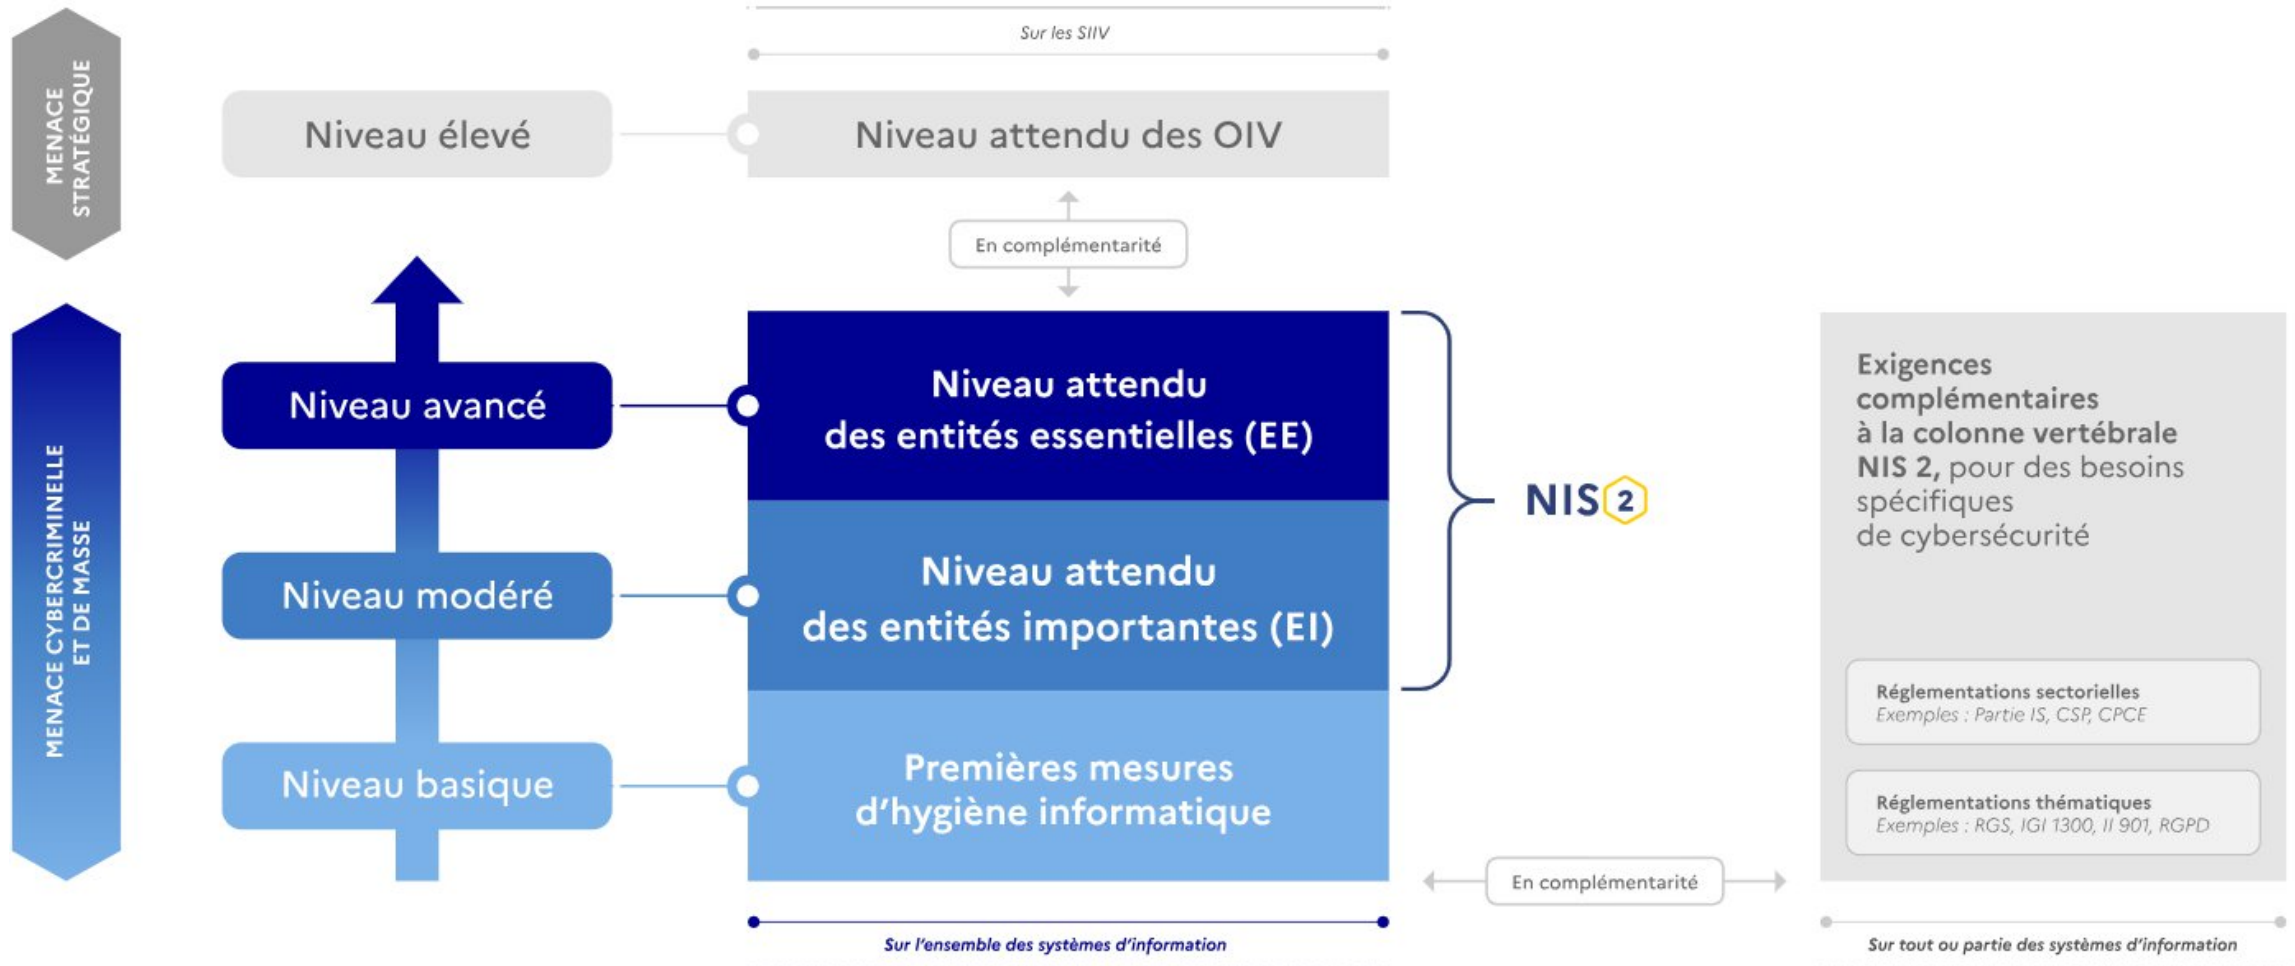 MENACE
STRATÉGIQUE
Sur les SIIV
Niveau élevé
Niveau attendu des OIV
En complémentarité
MENACE CYBERCRIMINELLE
ET DE MASSE
Niveau avancé
Niveau attendu
des entités essentielles (EE)
Niveau modéré
Niveau attendu
des entités importantes (EI)
NIS 2
Niveau basique
Premières mesures
d'hygiène informatique
Sur l'ensemble des systèmes d'information
En complémentarité
Exigences
complémentaires
à la colonne vertébrale
NIS 2, pour des besoins
spécifiques
de cybersécurité
Réglementations sectorielles
Exemples : Partie IS, CSP, CPCE
Réglementations thématiques
Exemples : RGS, IGI 1300, II 901, RGPD
Sur tout ou partie des systèmes d'information